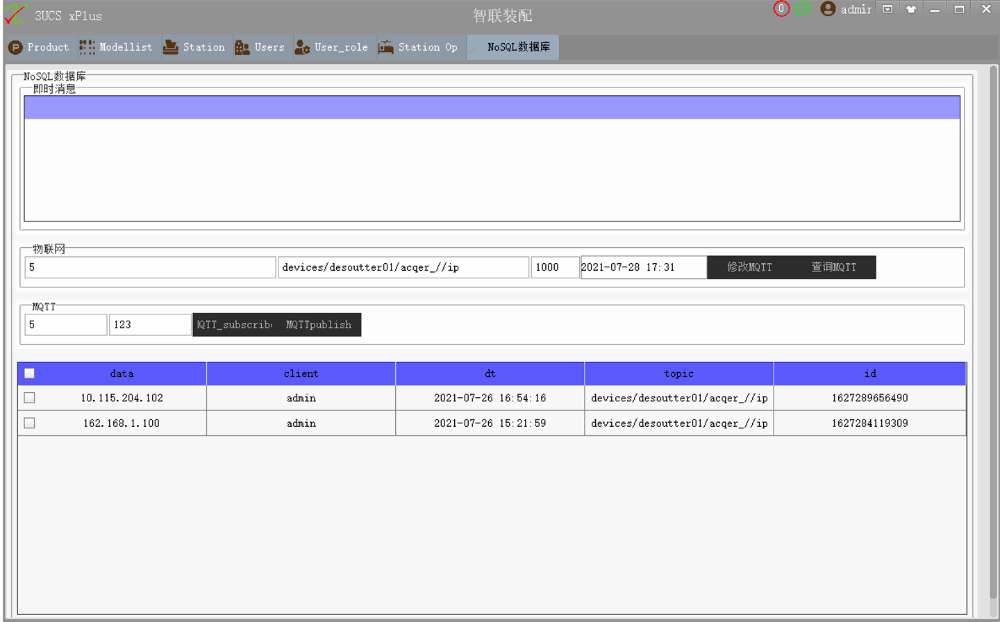 3UCS xPlus
智联装配
0
admir
Product
Modellist
Station
Users
User_role
Station Op
NoSQL数据库
NoSQL数据库
即时消息
物联网
5
devices/desoutter01/acqer_//ip
1000
2021-07-28 17:31
修改MQTT
查询MQTT
MQTT
5
123
QTT_subscrib
MQTTpublish
data client dt topic id
10.115.204.102 admin 2021-07-26 16:54:16 devices/desoutter01/acqer_//ip 1627289656490
162.168.1.100 admin 2021-07-26 15:21:59 devices/desoutter01/acqer_//ip 1627284119309